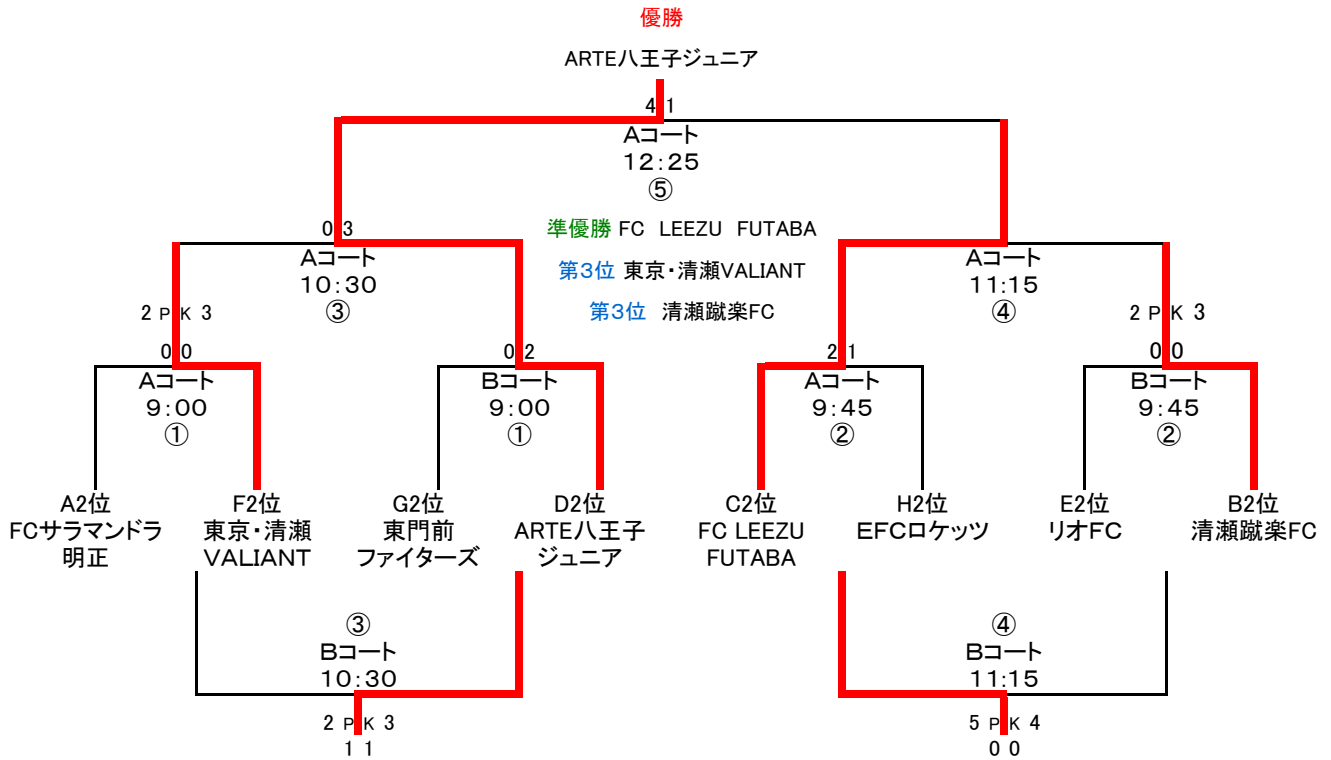 優勝
ARTE八王子ジュニア
4 1
Aコート
12:25
⑤
0 3
準優勝 FC LEEZU FUTABA
Aコート
10:30
③
第3位 東京・清瀬VALIANT
第3位 清瀬蹴楽FC
Aコート
11:15
④
2 PK 3
2 PK 3
0 0
0 2
2 1
0 0
Aコート
9:00
①
Bコート
9:00
①
Aコート
9:45
②
Bコート
9:45
②
A2位
FCサラマンドラ
明正
F2位
東京・清瀬
VALIANT
G2位
東門前
ファイターズ
D2位
ARTE八王子
ジュニア
C2位
FC LEEZU
FUTABA
H2位
EFCロケッツ
E2位
リオFC
B2位
清瀬蹴楽FC
③
Bコート
10:30
2 PK 3
1 1
④
Bコート
11:15
5 PK 4
0 0